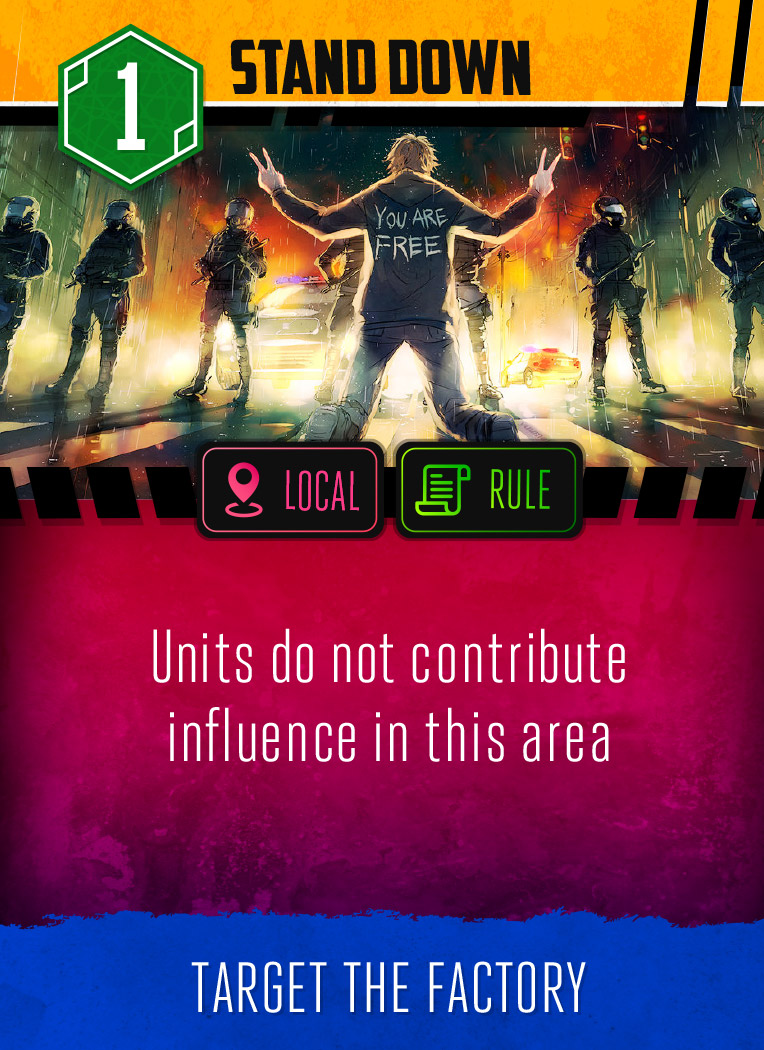 1
STAND DOWN
YOU ARE
FREE
LOCAL
RULE
Units do not contribute
influence in this area
TARGET THE FACTORY